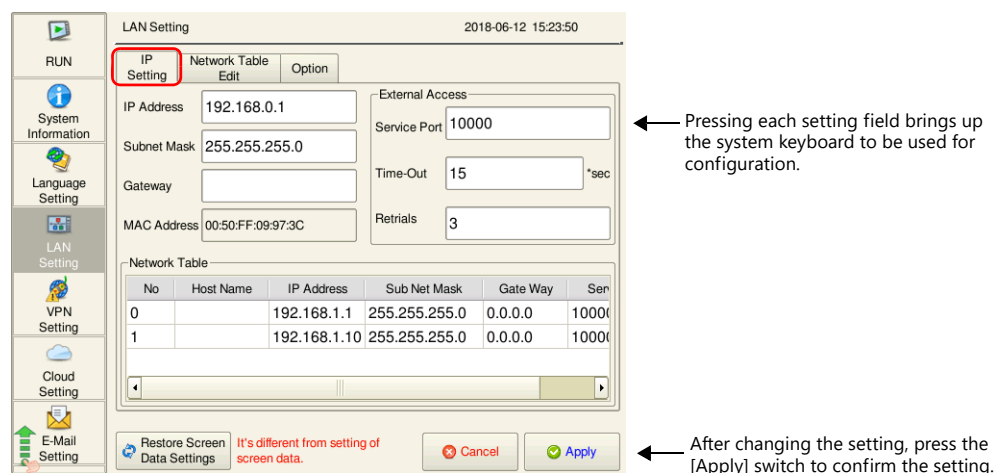 LAN Setting
2018-06-12 15:23:50
RUN
System
Information
Language
Setting
LAN
Setting
VPN
Setting
Cloud
Setting
E-Mail
Setting
IP
Setting
Network Table
Edit
Option
IP Address
192.168.0.1
Subnet Mask
255.255.255.0
Gateway
MAC Address
00:50:FF:09:97:3C
External Access
Service Port
10000
Time-Out
15
*sec
Retrials
3
Network Table
No Host Name IP Address Sub Net Mask Gate Way Ser
0 192.168.1.1 255.255.255.0 0.0.0.0 10000
1 192.168.1.10 255.255.255.0 0.0.0.0 10000
Restore Screen
Data Settings
It's different from setting of
screen data.
Cancel
Apply
Pressing each setting field brings up
the system keyboard to be used for
configuration.
After changing the setting, press the
[Apply] switch to confirm the setting.